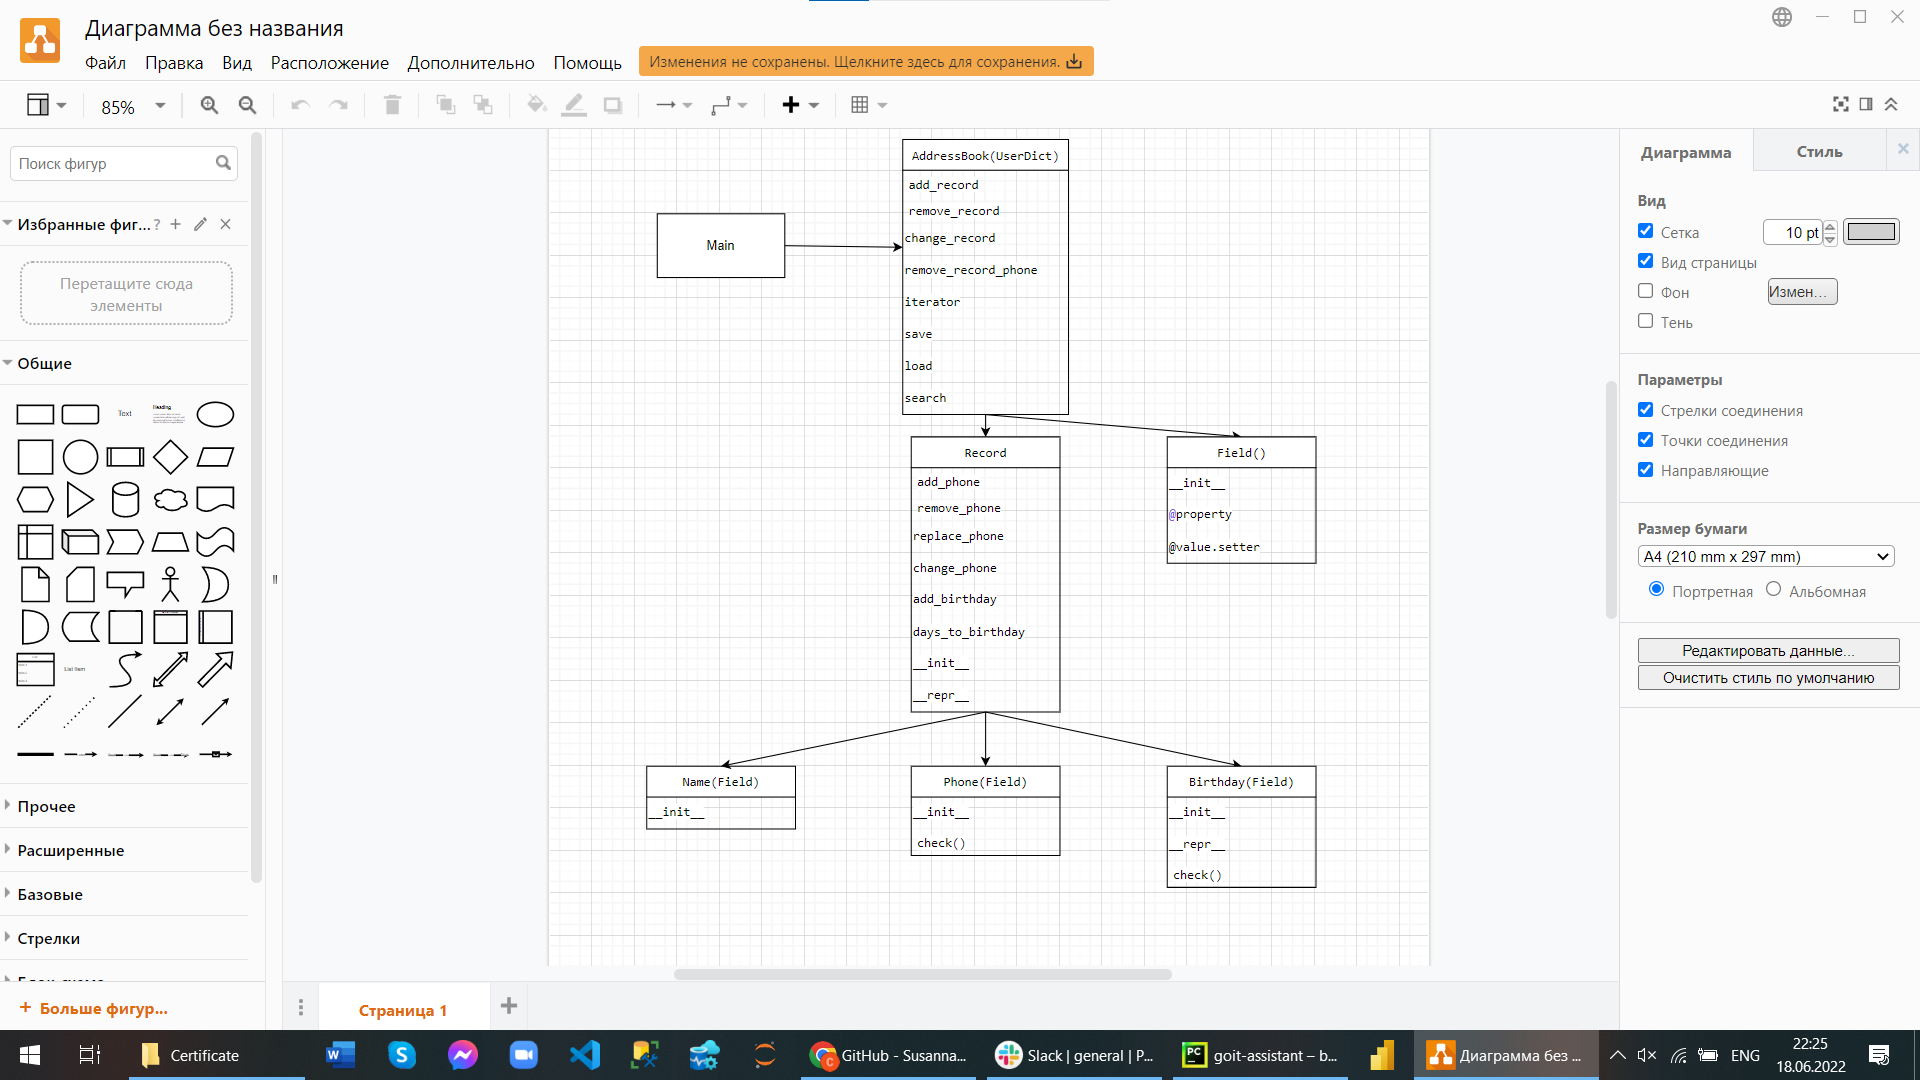 Диаграмма без названия
Файл Правка Вид Расположение Дополнительно Помощь
Изменения не сохранены. Щелкните здесь для сохранения.
85%
Поиск фигур
Избранные фиг... ?
Перетащите сюда
элементы
Общие
Text
Heading
List Item
Прочее
Расширенные
Базовые
Стрелки
+ Больше фигур...
Main
AddressBook(UserDict)
add_record
remove_record
change_record
remove_record_phone
iterator
save
load
search
Record
add_phone
remove_phone
replace_phone
change_phone
add_birthday
days_to_birthday
__init__
__repr__
Field()
__init__
@property
@value.setter
Name(Field)
__init__
Phone(Field)
__init__
check()
Birthday(Field)
__init__
__repr__
check()
Страница 1
Диаграмма
Стиль
Вид
Сетка
10 pt
Вид страницы
Фон
Измен...
Тень
Параметры
Стрелки соединения
Точки соединения
Направляющие
Размер бумаги
A4 (210 mm x 297 mm)
Портретная
Альбомная
Редактировать данные...
Очистить стиль по умолчанию
Certificate
GitHub - Susanna...
Slack | general | P...
goit-assistant – b...
Диаграмма без ...
ENG
22:25
18.06.2022